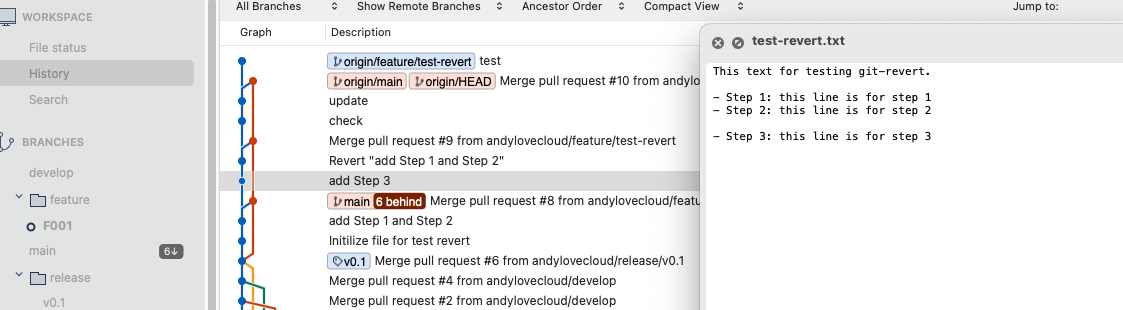 WORKSPACE
File status
History
Search
BRANCHES
develop
feature
F001
main 6↓
release
v0.1
All Branches Show Remote Branches Ancestor Order Compact View Jump to:
Graph Description
origin/feature/test-revert test
origin/main origin/HEAD Merge pull request #10 from andylo
update
check
Merge pull request #9 from andylovecloud/feature/test-revert
Revert "add Step 1 and Step 2"
add Step 3
main 6 behind Merge pull request #8 from andylovecloud/featu
add Step 1 and Step 2
Initilize file for test revert
v0.1 Merge pull request #6 from andylovecloud/release/v0.1
Merge pull request #4 from andylovecloud/develop
Merge pull request #2 from andylovecloud/develop
test-revert.txt
This text for testing git-revert.
- Step 1: this line is for step 1
- Step 2: this line is for step 2
- Step 3: this line is for step 3